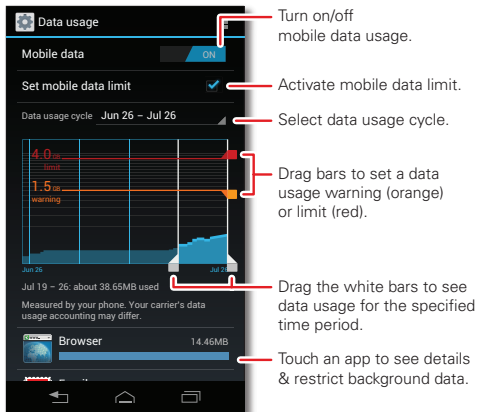 Data usage
Mobile data
ON
Set mobile data limit
Data usage cycle Jun 26 – Jul 26
4.0 GB
limit
1.5 GB
warning
Jun 26
Jul 26
Jul 19 – 26: about 38.65MB used
Measured by your phone. Your carrier's data
usage accounting may differ.
Browser 14.46MB
Turn on/off
mobile data usage.
Activate mobile data limit.
Select data usage cycle.
Drag bars to set a data
usage warning (orange)
or limit (red).
Drag the white bars to see
data usage for the specified
time period.
Touch an app to see details
& restrict background data.